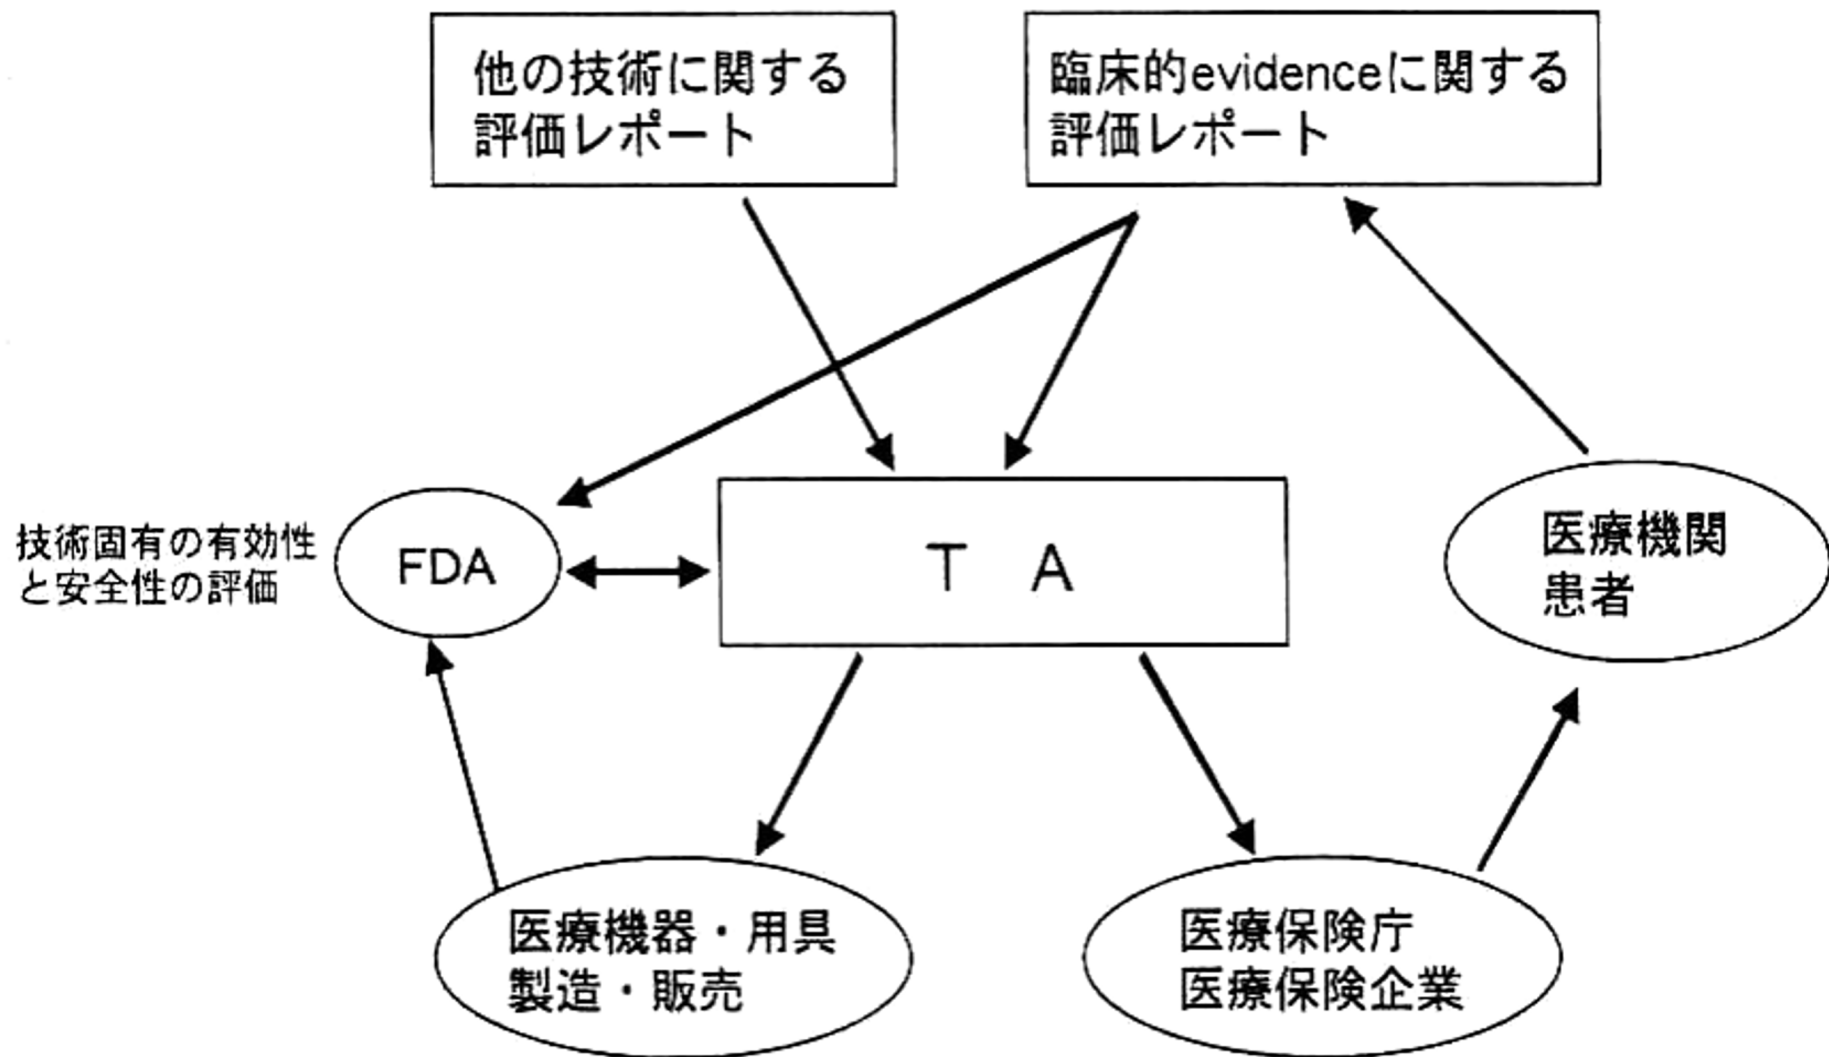 他の技術に関する
評価レポート
臨床的evidenceに関する
評価レポート
技術固有の有効性
と安全性の評価
FDA
T A
医療機関
患者
医療機器・用具
製造・販売
医療保険庁
医療保険企業